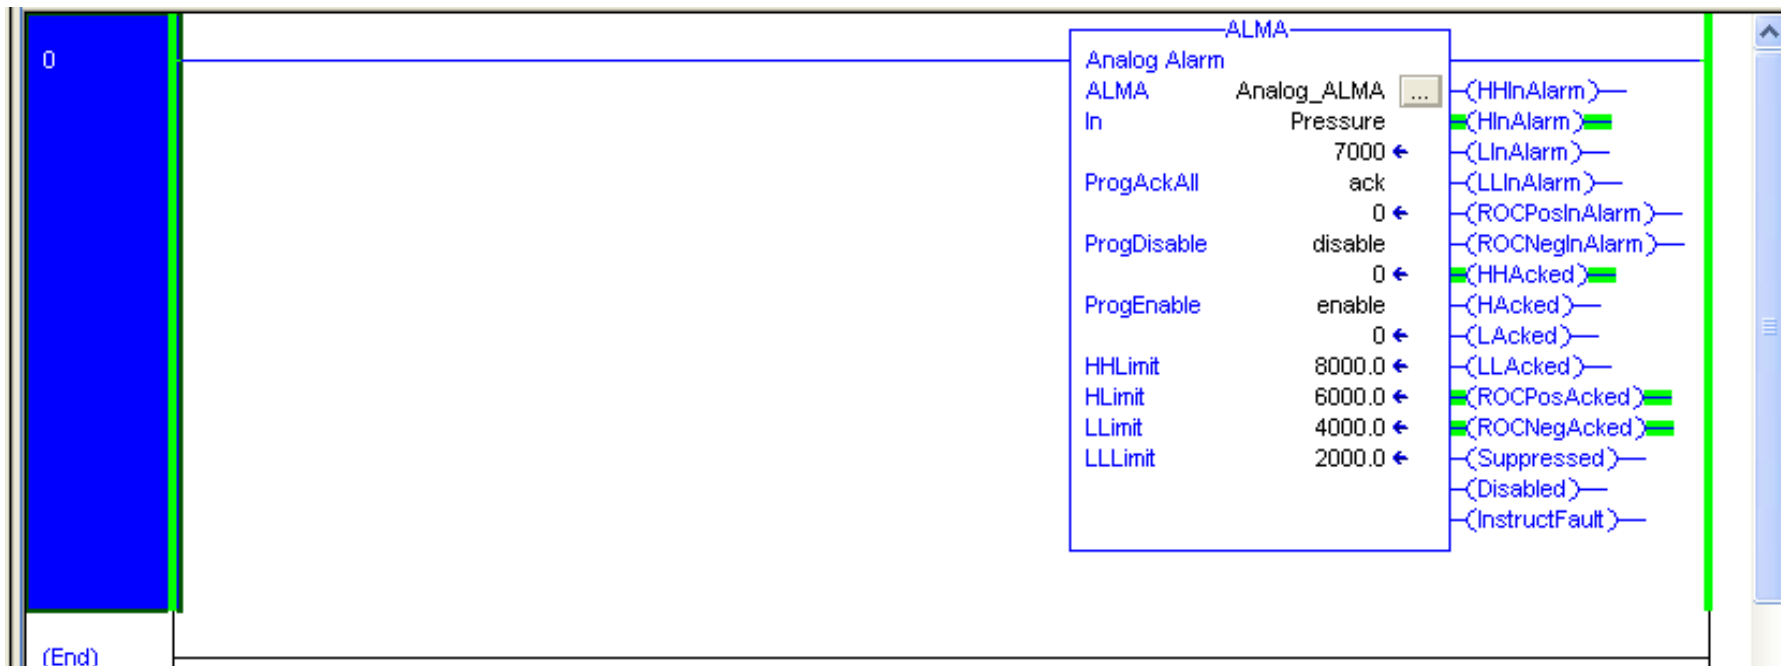 ALMA
0
Analog Alarm
ALMA Analog_ALMA ... (HHInAlarm)
In Pressure (HInAlarm)
7000 (LInAlarm)
ProgAckAll ack (LLInAlarm)
0 (ROCPosInAlarm)
ProgDisable disable (ROCNegInAlarm)
0 (HHAcked)
ProgEnable enable (HAcked)
0 (LAcked)
HHLimit 8000.0 (LLAcked)
HLimit 6000.0 (ROCPosAcked)
LLimit 4000.0 (ROCNegAcked)
LLLimit 2000.0 (Suppressed)
(Disabled)
(InstructFault)
(End)